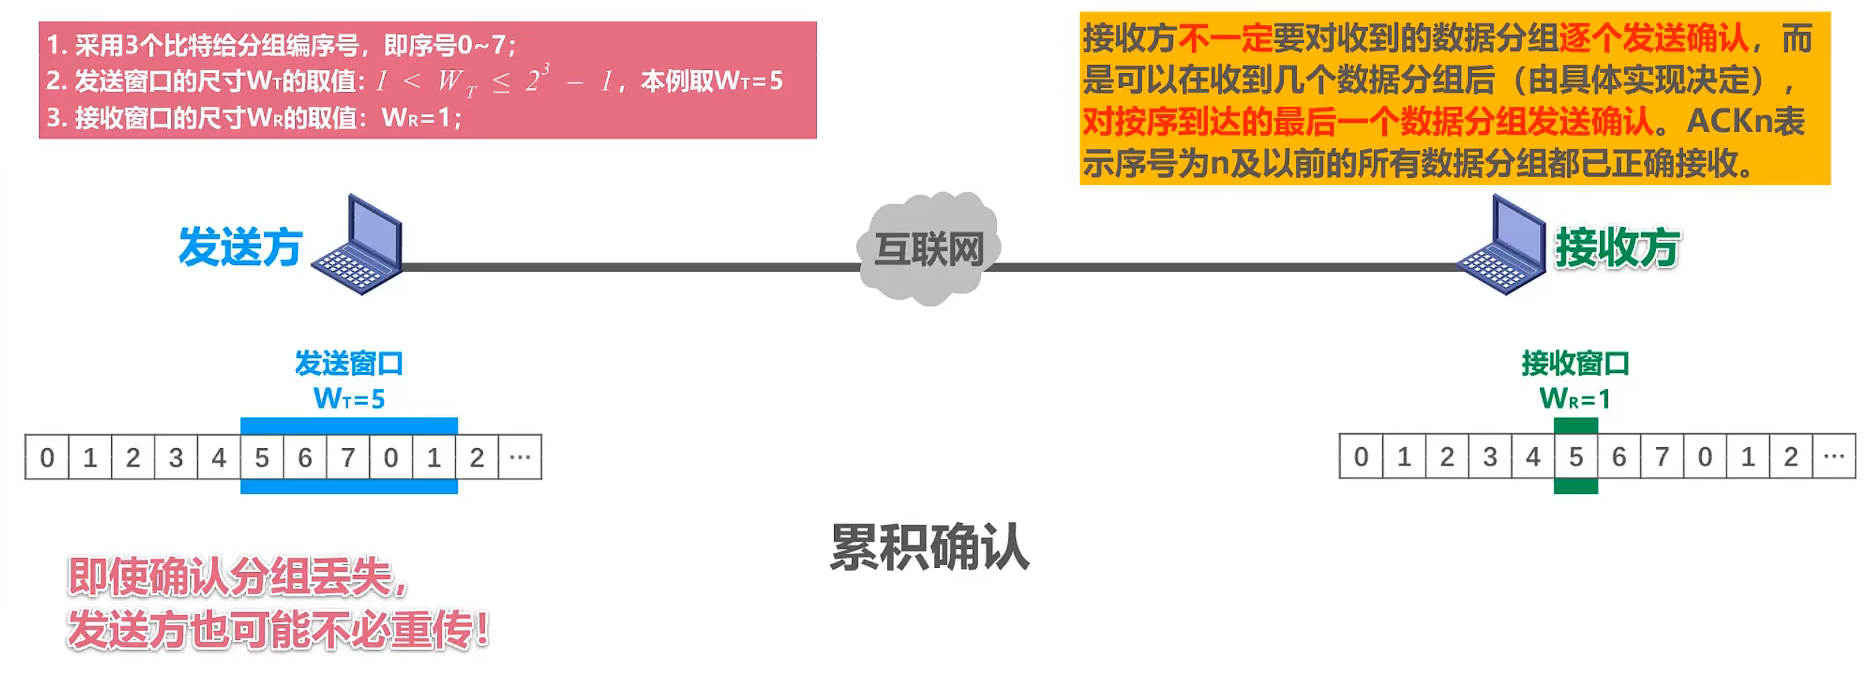 1. 采用3个比特给分组编序号，即序号0~7；
2. 发送窗口的尺寸WT的取值：1 < W_T ≤ 2^3 − 1，本例取WT=5
3. 接收窗口的尺寸WR的取值：WR=1；
接收方不一定要对收到的数据分组逐个发送确认，而
是可以在收到几个数据分组后（由具体实现决定），
对按序到达的最后一个数据分组发送确认。ACKn表
示序号为n及以前的所有数据分组都已正确接收。
发送方
互联网
接收方
发送窗口
WT=5
0 1 2 3 4 5 6 7 0 1 2 ···
接收窗口
WR=1
0 1 2 3 4 5 6 7 0 1 2 ···
累积确认
即使确认分组丢失，
发送方也可能不必重传！